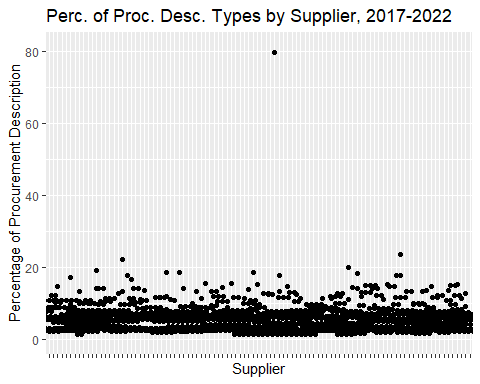 Perc. of Proc. Desc. Types by Supplier, 2017-2022
Percentage of Procurement Description
80
60
40
20
0
Supplier